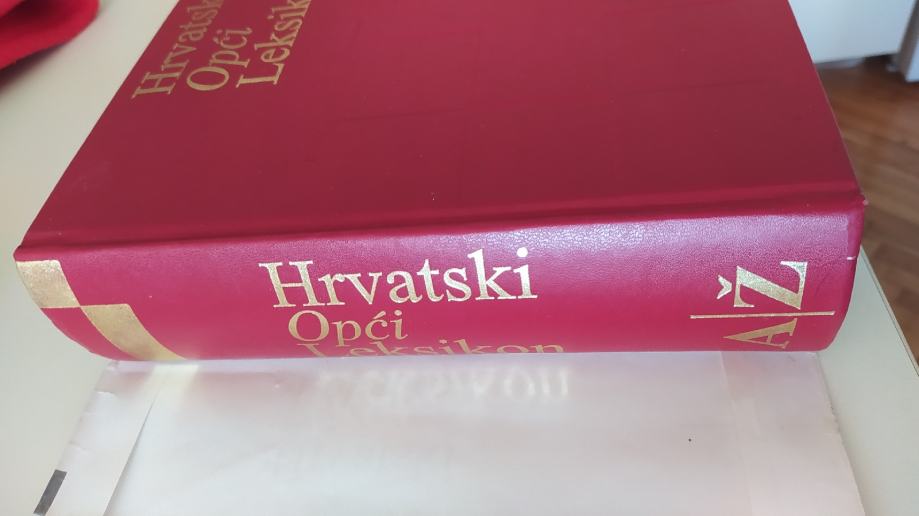 Hrvatski
Opći
Leksik
Hrvatski
Opći
Leksikon
A|Ž